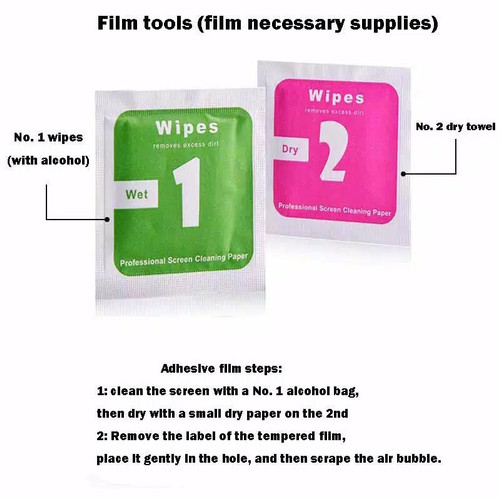 Film tools (film necessary supplies)
No. 1 wipes
(with alcohol)
Wipes
removes excess dirt
Wet
1
Professional Screen Cleaning Paper
Wipes
removes excess dirt
Dry
2
Professional Screen Cleaning Paper
No. 2 dry towel
Adhesive film steps:
1: clean the screen with a No. 1 alcohol bag,
then dry with a small dry paper on the 2nd
2: Remove the label of the tempered film,
place it gently in the hole, and then scrape the air bubble.